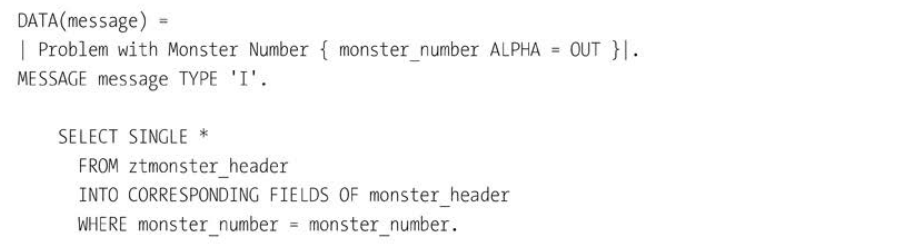 DATA(message) =
| Problem with Monster Number { monster_number ALPHA = OUT }|.
MESSAGE message TYPE 'I'.
SELECT SINGLE *
FROM ztmonster_header
INTO CORRESPONDING FIELDS OF monster_header
WHERE monster_number = monster_number.